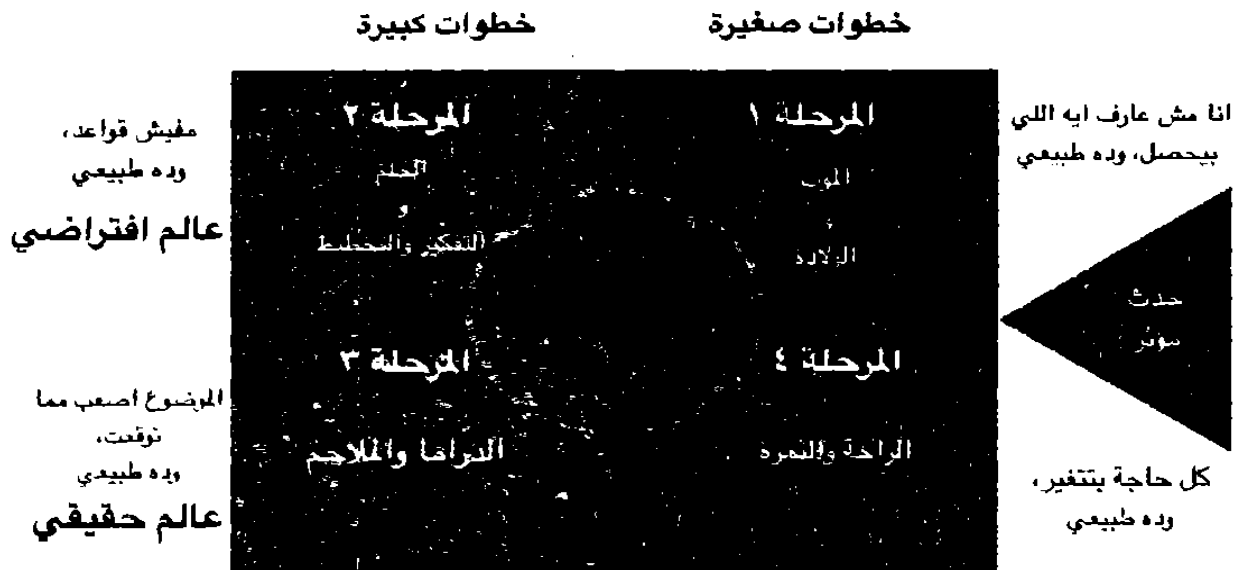 خطوات صغيرة
خطوات كبيرة
المرحلة ١
الموت
و
الولادة
المرحلة ٢
الحلم
و
التفكير والتخطيط
المرحلة ٣
الدراما والملاحم
المرحلة ٤
الراحة والثمرة
انا مش عارف ايه اللي
بيحصل، وده طبيعي
حدث
مؤثر
كل حاجة بتتغير،
وده طبيعي
مفيش قواعد،
وده طبيعي
عالم افتراضي
الموضوع اصعب مما
توقعت،
وده طبيعي
عالم حقيقي